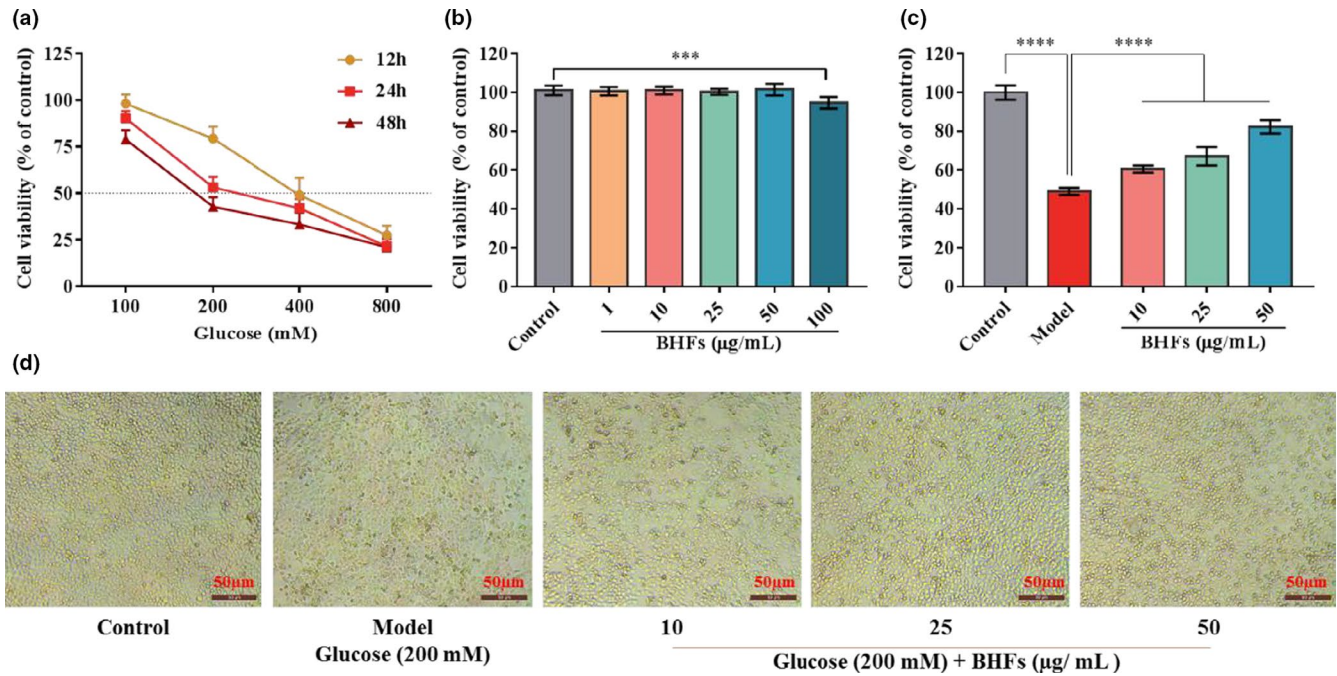 (a)
Cell viability (% of control)
125
100
75
50
25
0
100
200
400
800
Glucose (mM)
12h
24h
48h
(b)
Cell viability (% of control)
120
100
80
60
40
20
0
***
Control
1
10
25
50
100
BHFs (μg/mL)
(c)
Cell viability (% of control)
120
100
80
60
40
20
0
****
****
Control
Model
10
25
50
BHFs (μg/mL)
(d)
50μm
50μm
50μm
50μm
50μm
Control
Model
10
25
50
Glucose (200 mM)
Glucose (200 mM) + BHFs (μg/ mL )